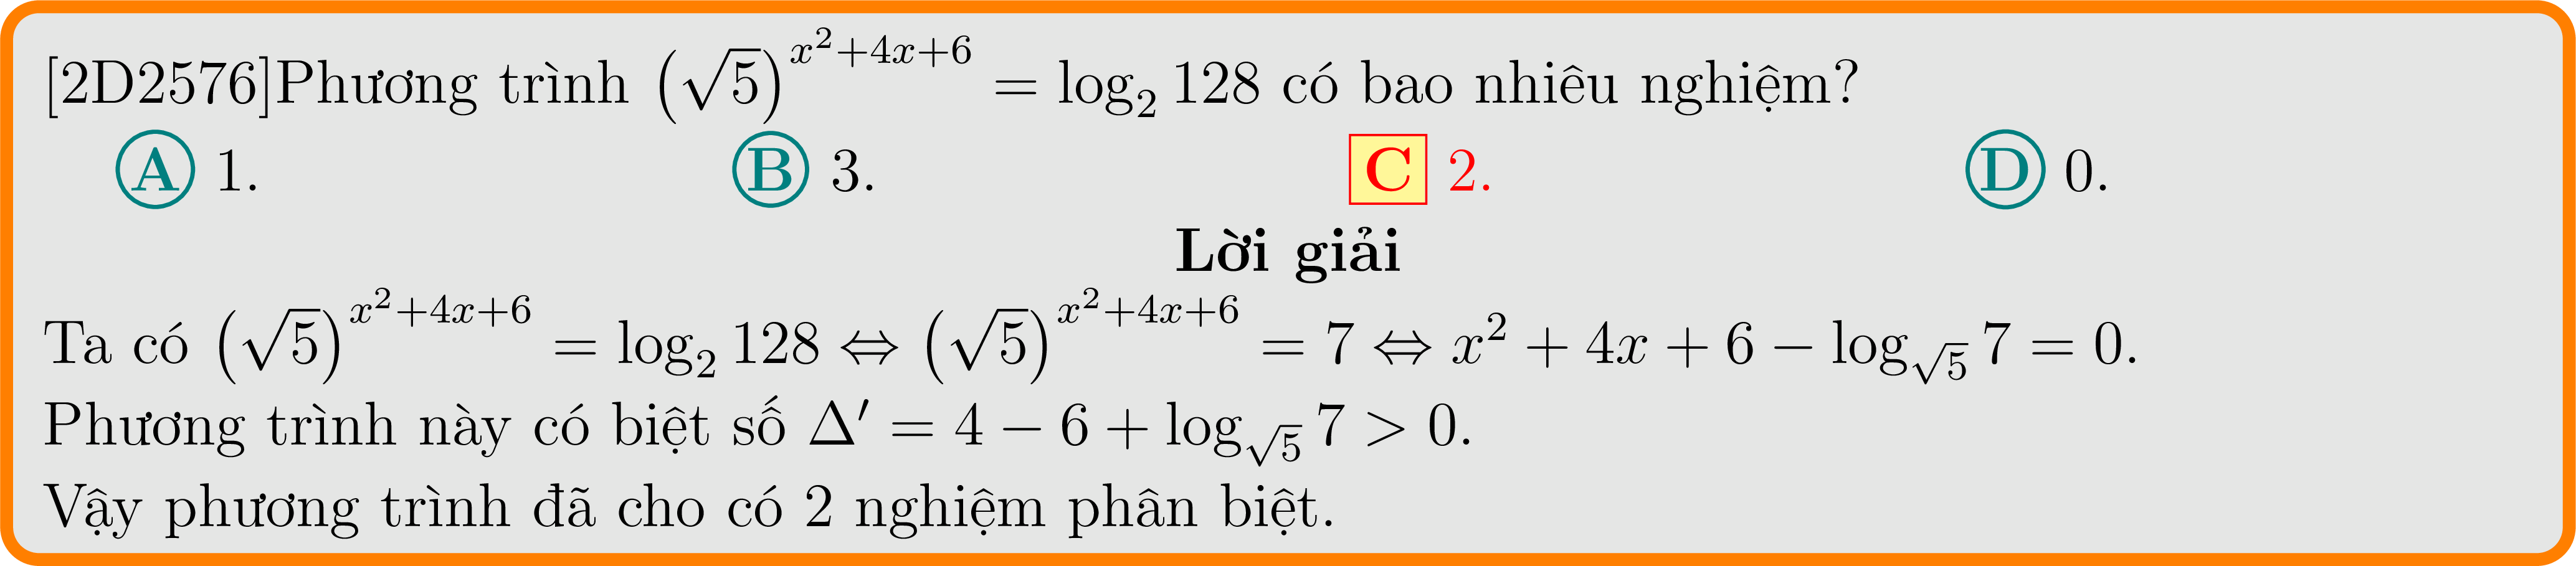 [2D2576]Phương trình $\left(\sqrt{5}\right)^{x^2+4x+6} = \log_2 128$ có bao nhiêu nghiệm?
A 1. B 3. C 2. D 0.
Lời giải
Ta có $\left(\sqrt{5}\right)^{x^2+4x+6} = \log_2 128 \Leftrightarrow \left(\sqrt{5}\right)^{x^2+4x+6} = 7 \Leftrightarrow x^2 + 4x + 6 - \log_{\sqrt{5}} 7 = 0.$
Phương trình này có biệt số $\Delta' = 4 - 6 + \log_{\sqrt{5}} 7 > 0.$
Vậy phương trình đã cho có 2 nghiệm phân biệt.